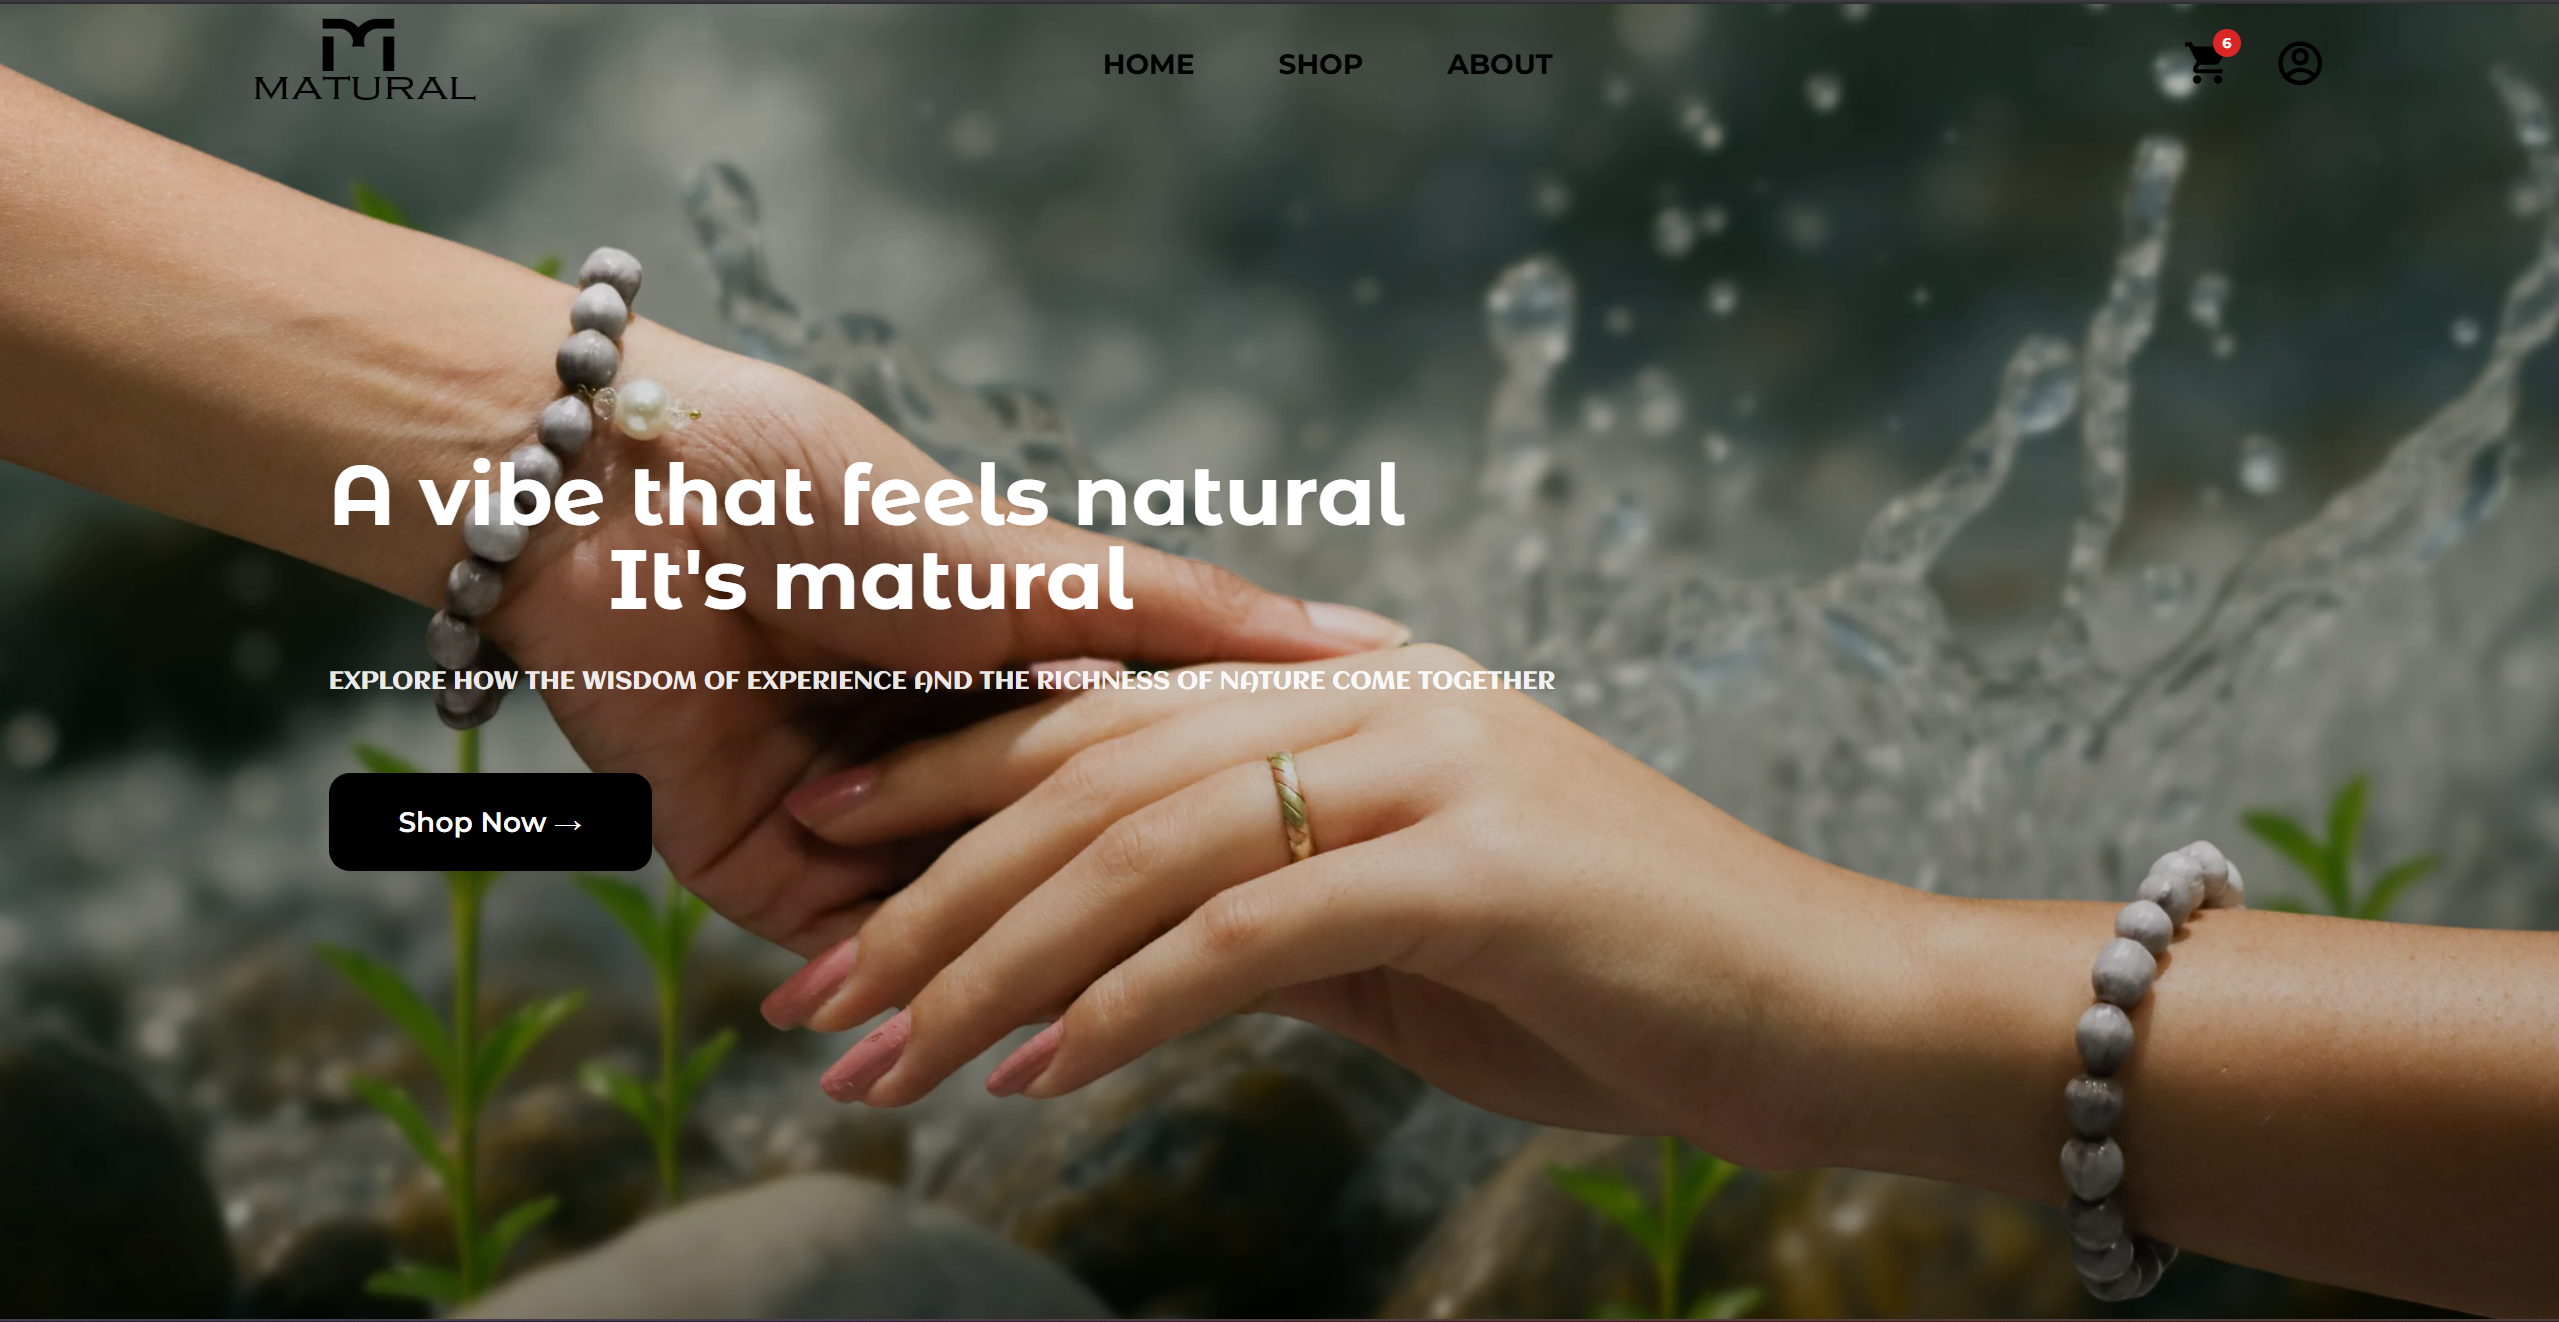 M
MATURAL
HOME SHOP ABOUT
6
A vibe that feels natural
It's matural
EXPLORE HOW THE WISDOM OF EXPERIENCE AND THE RICHNESS OF NATURE COME TOGETHER
Shop Now →